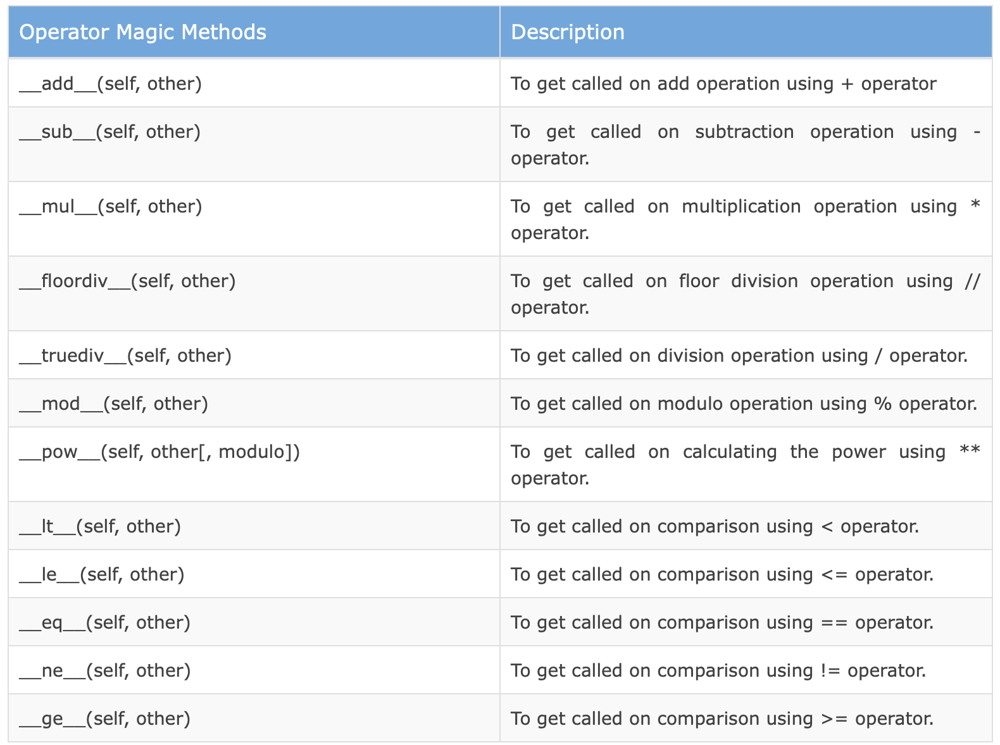 Operator Magic Methods
Description
__add__(self, other)
To get called on add operation using + operator
__sub__(self, other)
To get called on subtraction operation using -
operator.
__mul__(self, other)
To get called on multiplication operation using *
operator.
__floordiv__(self, other)
To get called on floor division operation using //
operator.
__truediv__(self, other)
To get called on division operation using / operator.
__mod__(self, other)
To get called on modulo operation using % operator.
__pow__(self, other[, modulo])
To get called on calculating the power using **
operator.
__lt__(self, other)
To get called on comparison using < operator.
__le__(self, other)
To get called on comparison using <= operator.
__eq__(self, other)
To get called on comparison using == operator.
__ne__(self, other)
To get called on comparison using != operator.
__ge__(self, other)
To get called on comparison using >= operator.